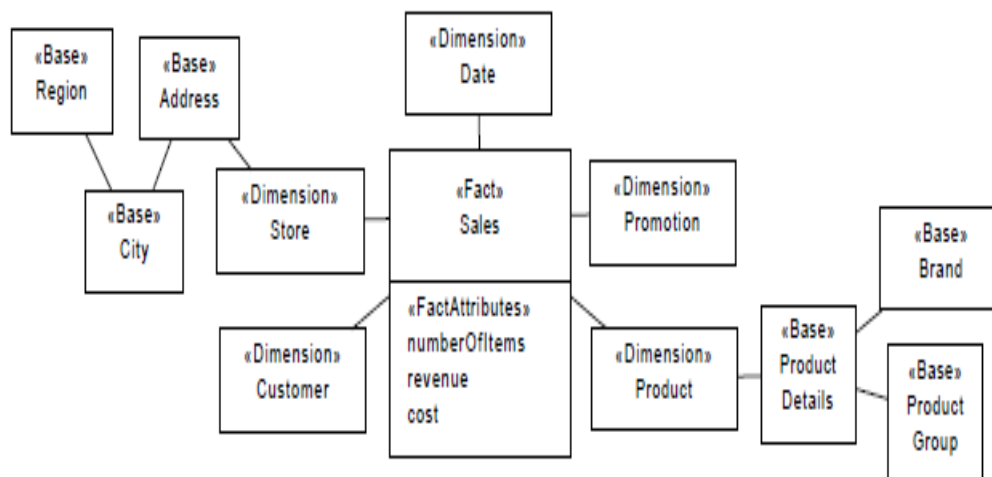 «Base»
Region
«Base»
Address
«Dimension»
Date
«Base»
City
«Dimension»
Store
«Fact»
Sales
«FactAttributes»
numberOfItems
revenue
cost
«Dimension»
Promotion
«Dimension»
Customer
«Dimension»
Product
«Base»
Product
Details
«Base»
Brand
«Base»
Product
Group